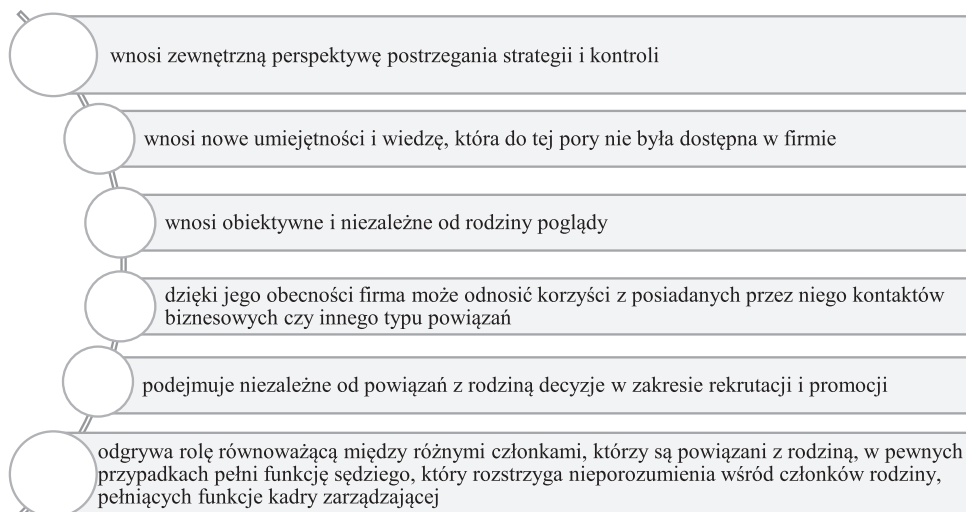 wnosi zewnętrzną perspektywę postrzegania strategii i kontroli
wnosi nowe umiejętności i wiedzę, która do tej pory nie była dostępna w firmie
wnosi obiektywne i niezależne od rodziny poglądy
dzięki jego obecności firma może odnosić korzyści z posiadanych przez niego kontaktów
biznesowych czy innego typu powiązań
podejmuje niezależne od powiązań z rodziną decyzje w zakresie rekrutacji i promocji
odgrywa rolę równoważącą między różnymi członkami, którzy są powiązani z rodziną, w pewnych
przypadkach pełni funkcję sędziego, który rozstrzyga nieporozumienia wśród członków rodziny,
pełniących funkcje kadry zarządzającej